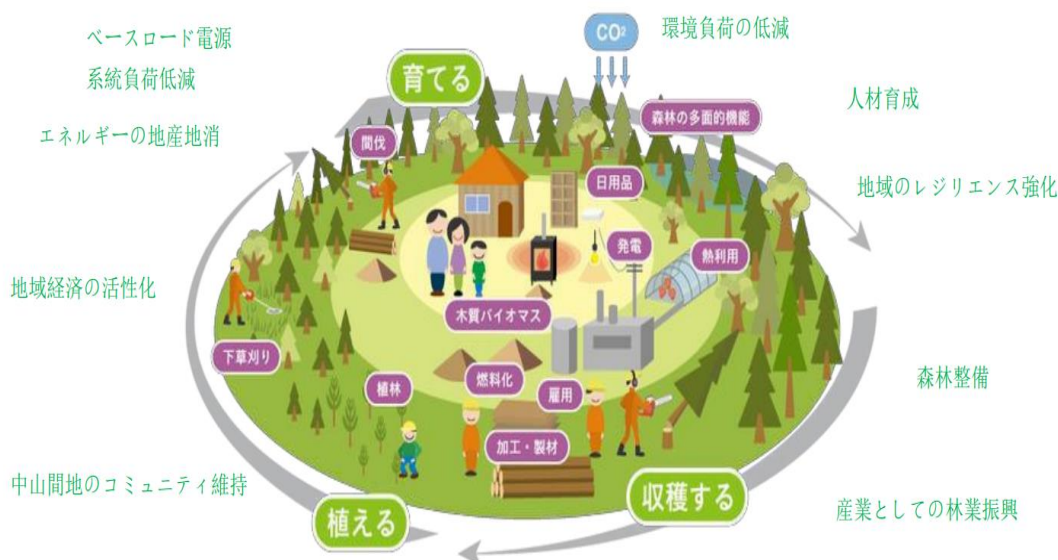 ベースロード電源
系統負荷低減
エネルギーの地産地消
地域経済の活性化
中山間地のコミュニティ維持
CO²
環境負荷の低減
人材育成
地域のレジリエンス強化
森林整備
産業としての林業振興
育てる
森林の多面的機能
間伐
日用品
発電
熱利用
木質バイオマス
下草刈り
植林
燃料化
雇用
加工・製材
植える
収穫する